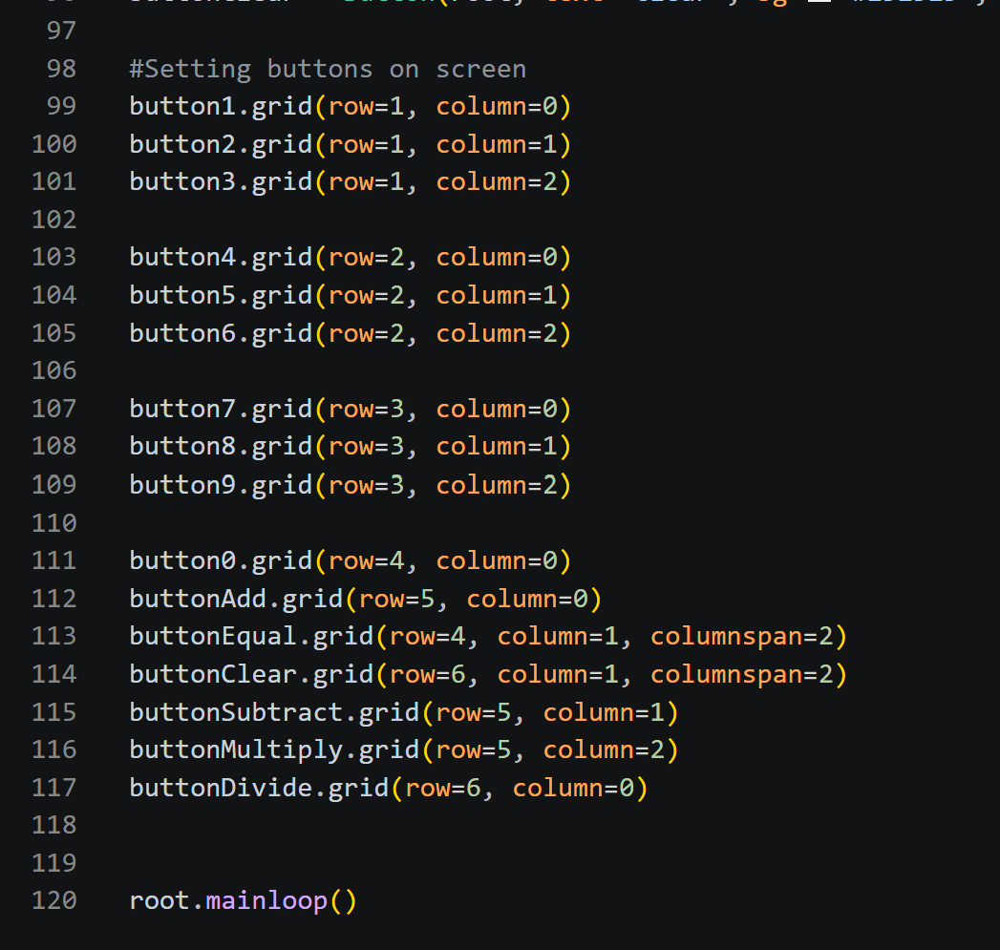 97
98 #Setting buttons on screen
99 button1.grid(row=1, column=0)
100 button2.grid(row=1, column=1)
101 button3.grid(row=1, column=2)
102
103 button4.grid(row=2, column=0)
104 button5.grid(row=2, column=1)
105 button6.grid(row=2, column=2)
106
107 button7.grid(row=3, column=0)
108 button8.grid(row=3, column=1)
109 button9.grid(row=3, column=2)
110
111 button0.grid(row=4, column=0)
112 buttonAdd.grid(row=5, column=0)
113 buttonEqual.grid(row=4, column=1, columnspan=2)
114 buttonClear.grid(row=6, column=1, columnspan=2)
115 buttonSubtract.grid(row=5, column=1)
116 buttonMultiply.grid(row=5, column=2)
117 buttonDivide.grid(row=6, column=0)
118
119
120 root.mainloop()